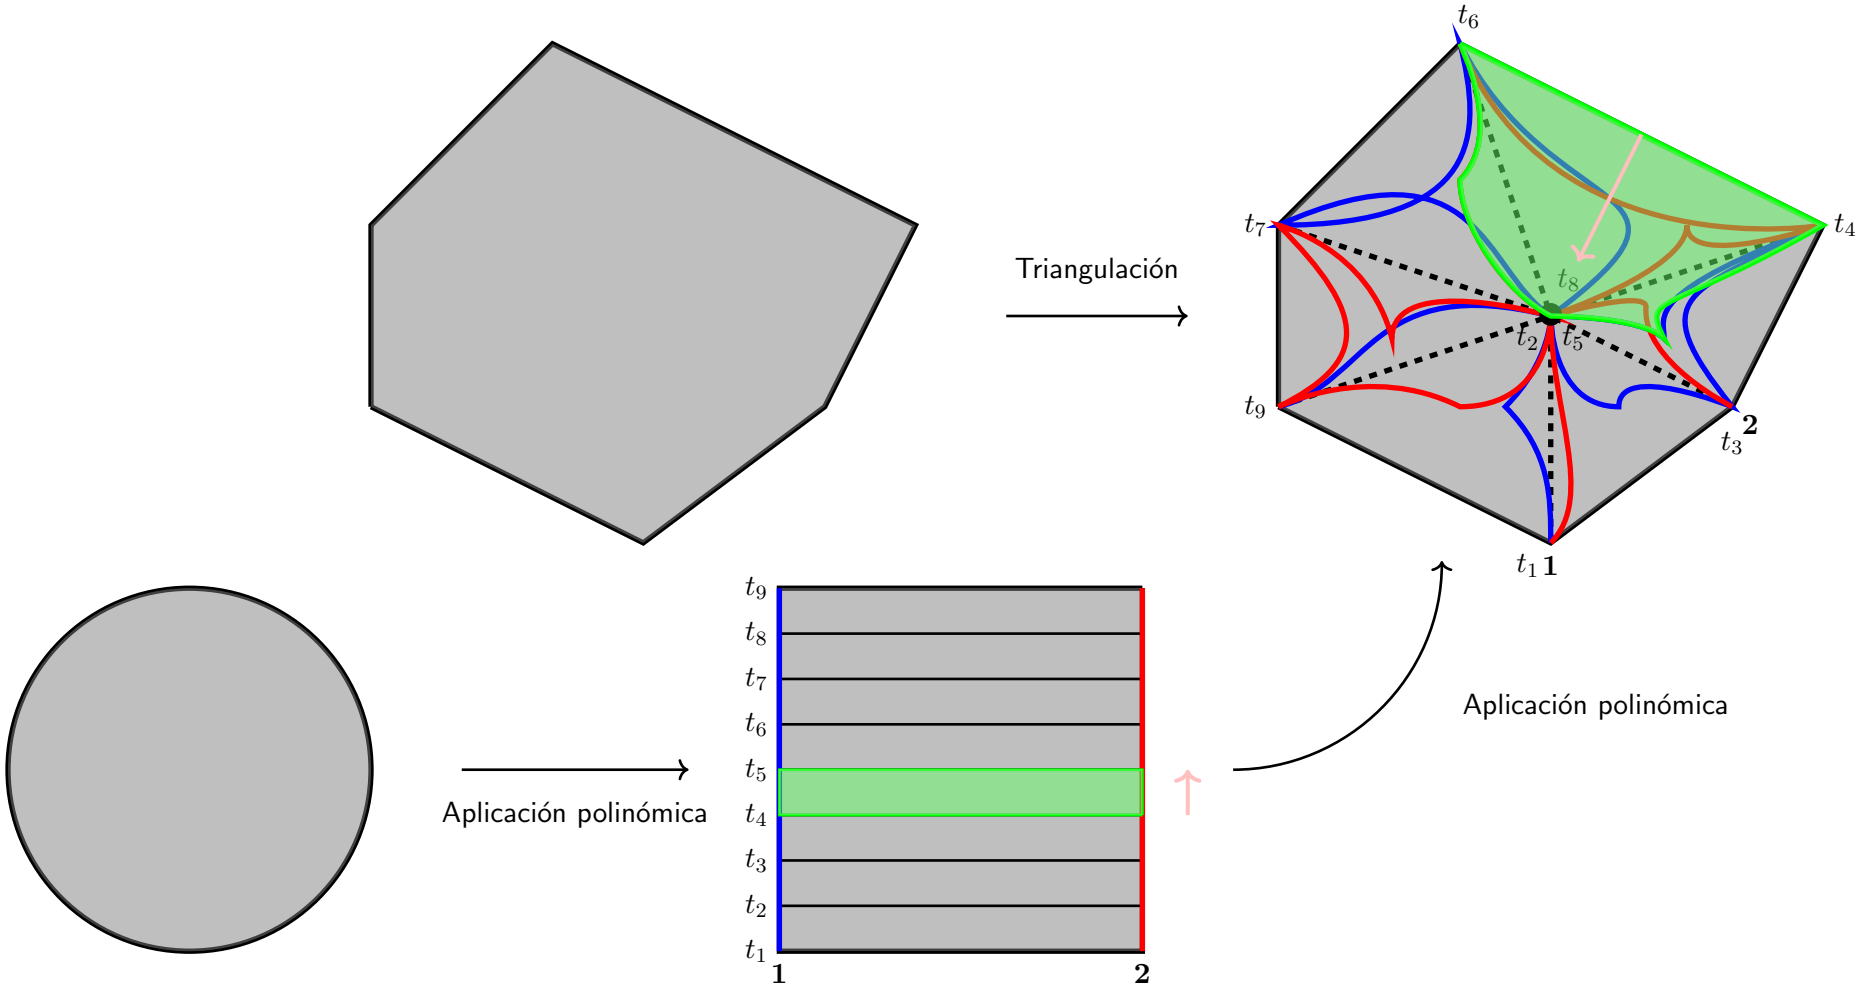 t6
t7
t4
Triangulación
t8
t2 t5
t9
2
t3
t1 1
t9
t8
t7
t6
t5
t4
t3
t2
t1
1 2
Aplicación polinómica
Aplicación polinómica